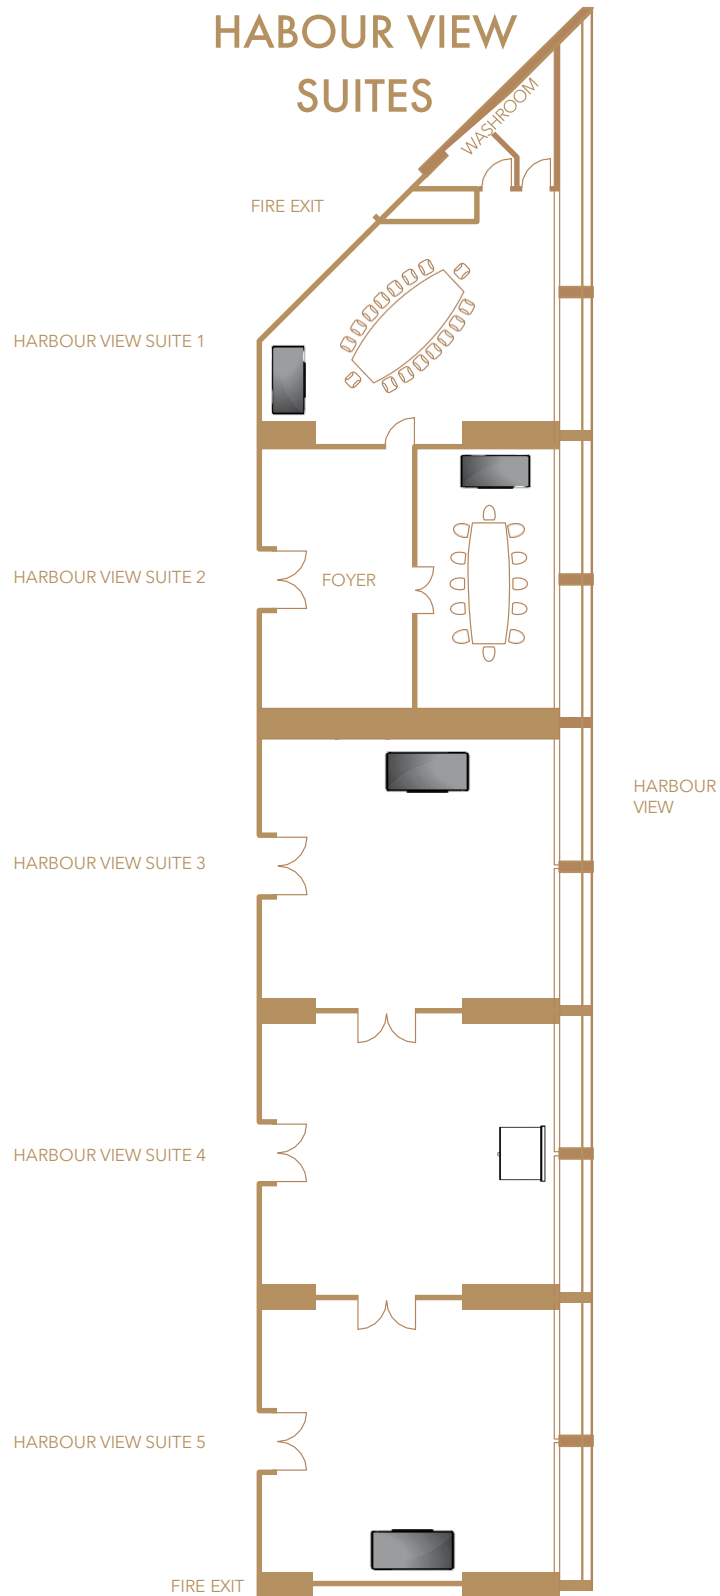 HABOUR VIEW
SUITES
WASHROOM
FIRE EXIT
HARBOUR VIEW SUITE 1
HARBOUR VIEW SUITE 2
FOYER
HARBOUR
VIEW
HARBOUR VIEW SUITE 3
HARBOUR VIEW SUITE 4
HARBOUR VIEW SUITE 5
FIRE EXIT